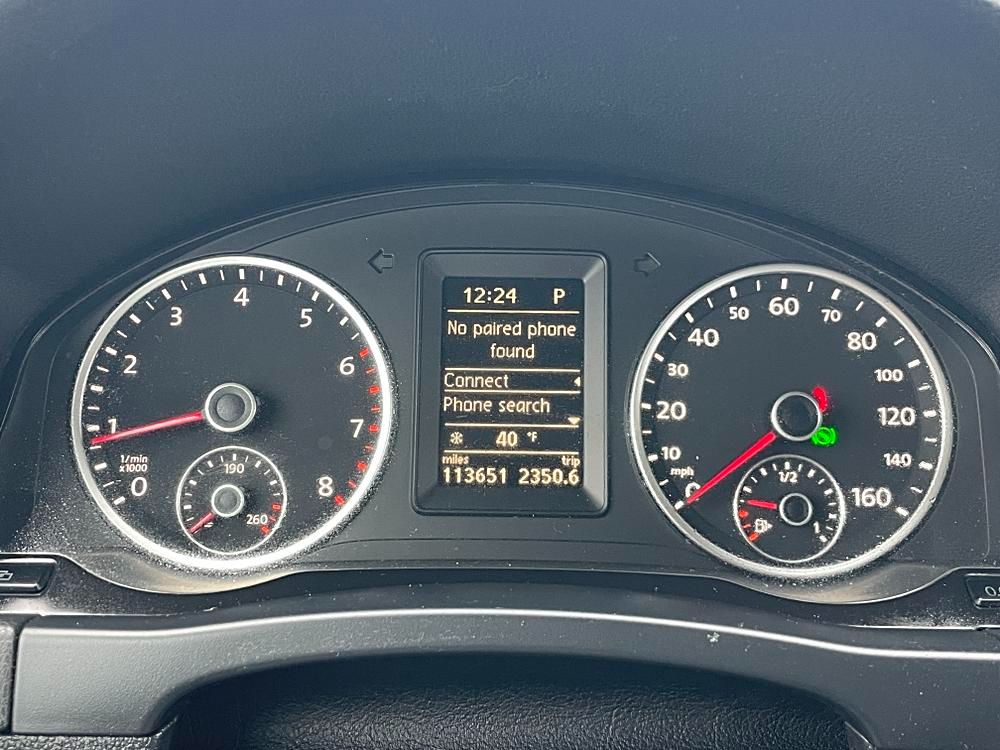 12:24 P
No paired phone
found
Connect
Phone search
40 °F
miles trip
113651 2350.6
0 1 2 3 4 5 6 7 8
1/min
x1000
190
260
0 10 20 30 40 50 60 70 80 100 120 140 160
mph
1/2
1
0.0